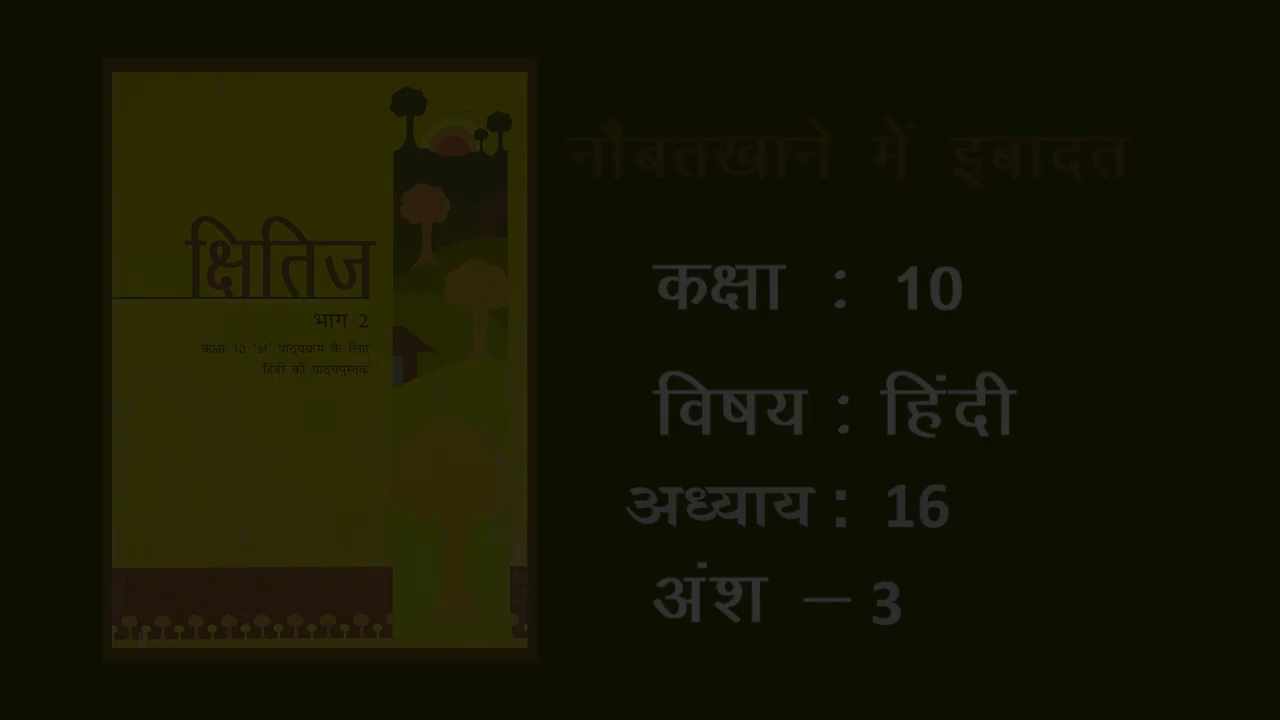 नौबतखाने में इबादत
क्षितिज
भाग 2
कक्षा 10 'अ' पाठ्यक्रम के लिए
हिंदी की पाठ्यपुस्तक
कक्षा : 10
विषय : हिंदी
अध्याय : 16
अंश – 3